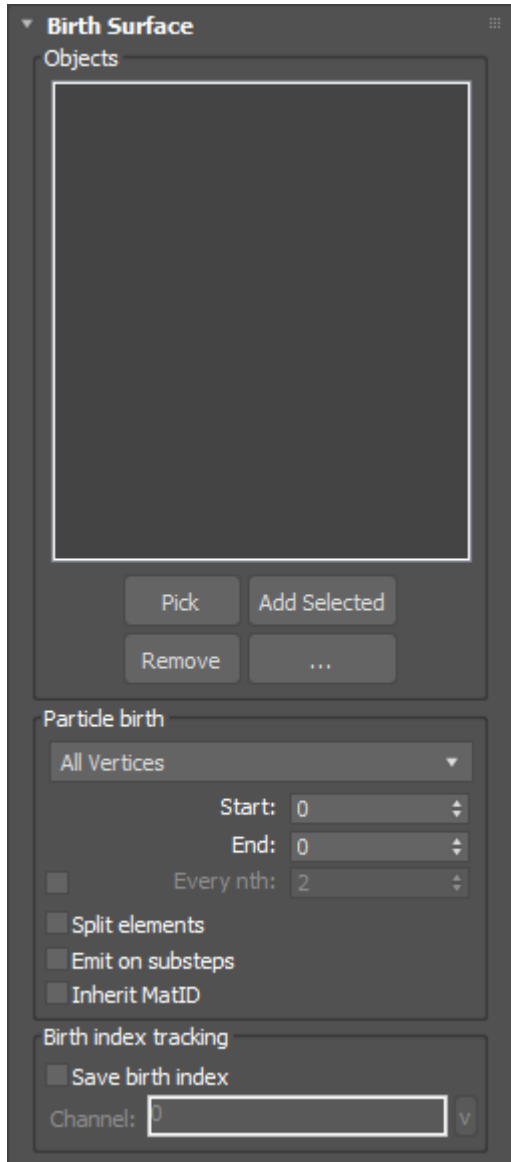 Birth Surface
Objects
Pick Add Selected
Remove ...
Particle birth
All Vertices
Start: 0
End: 0
Every nth: 2
Split elements
Emit on substeps
Inherit MatID
Birth index tracking
Save birth index
Channel: 0 v